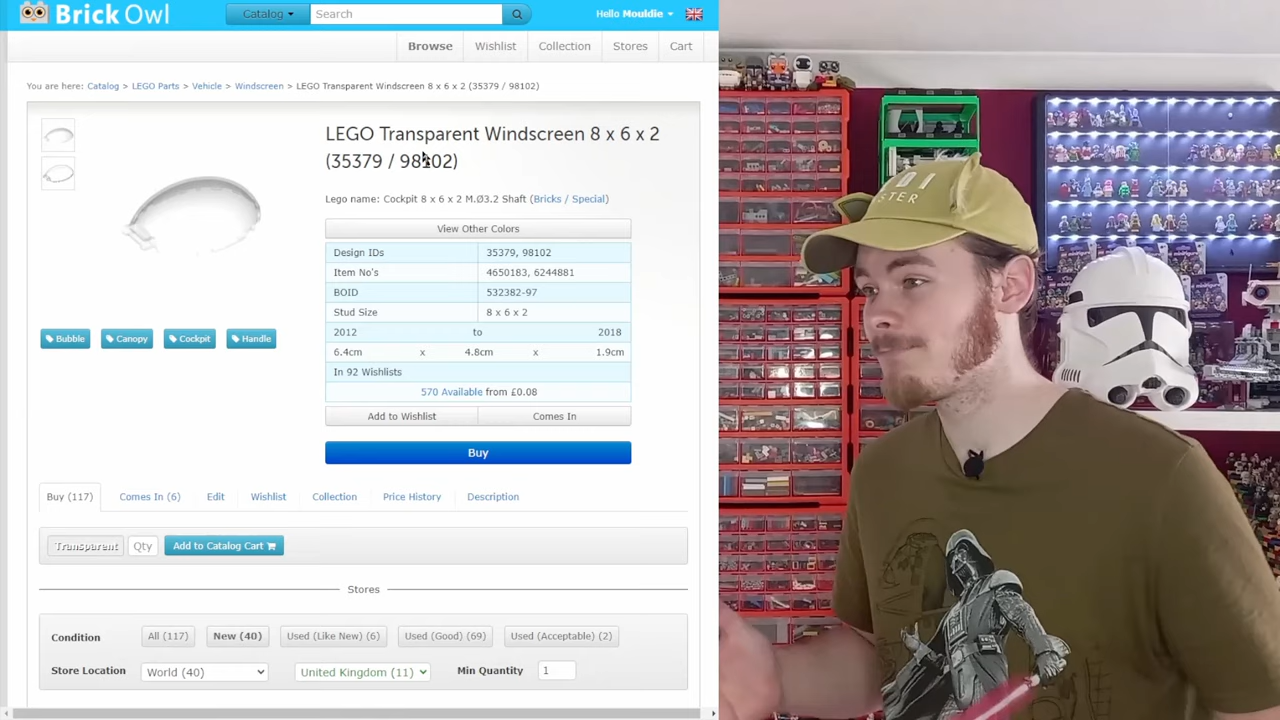 Brick Owl
Catalog
Search
Hello Mouldie
Browse
Wishlist
Collection
Stores
Cart
You are here: Catalog > LEGO Parts > Vehicle > Windscreen > LEGO Transparent Windscreen 8 x 6 x 2 (35379 / 98102)
LEGO Transparent Windscreen 8 x 6 x 2
(35379 / 98102)
Lego name: Cockpit 8 x 6 x 2 M.Ø3.2 Shaft (Bricks / Special)
View Other Colors
Design IDs 35379, 98102
Item No's 4650183, 6244881
BOID 532382-97
Stud Size 8 x 6 x 2
2012 to 2018
6.4cm x 4.8cm x 1.9cm
In 92 Wishlists
570 Available from £0.08
Add to Wishlist
Comes In
Buy
Bubble
Canopy
Cockpit
Handle
Buy (117)
Comes In (6)
Edit
Wishlist
Collection
Price History
Description
Transparent
Qty
Add to Catalog Cart
Stores
Condition
All (117)
New (40)
Used (Like New) (6)
Used (Good) (69)
Used (Acceptable) (2)
Store Location
World (40)
United Kingdom (11)
Min Quantity
1